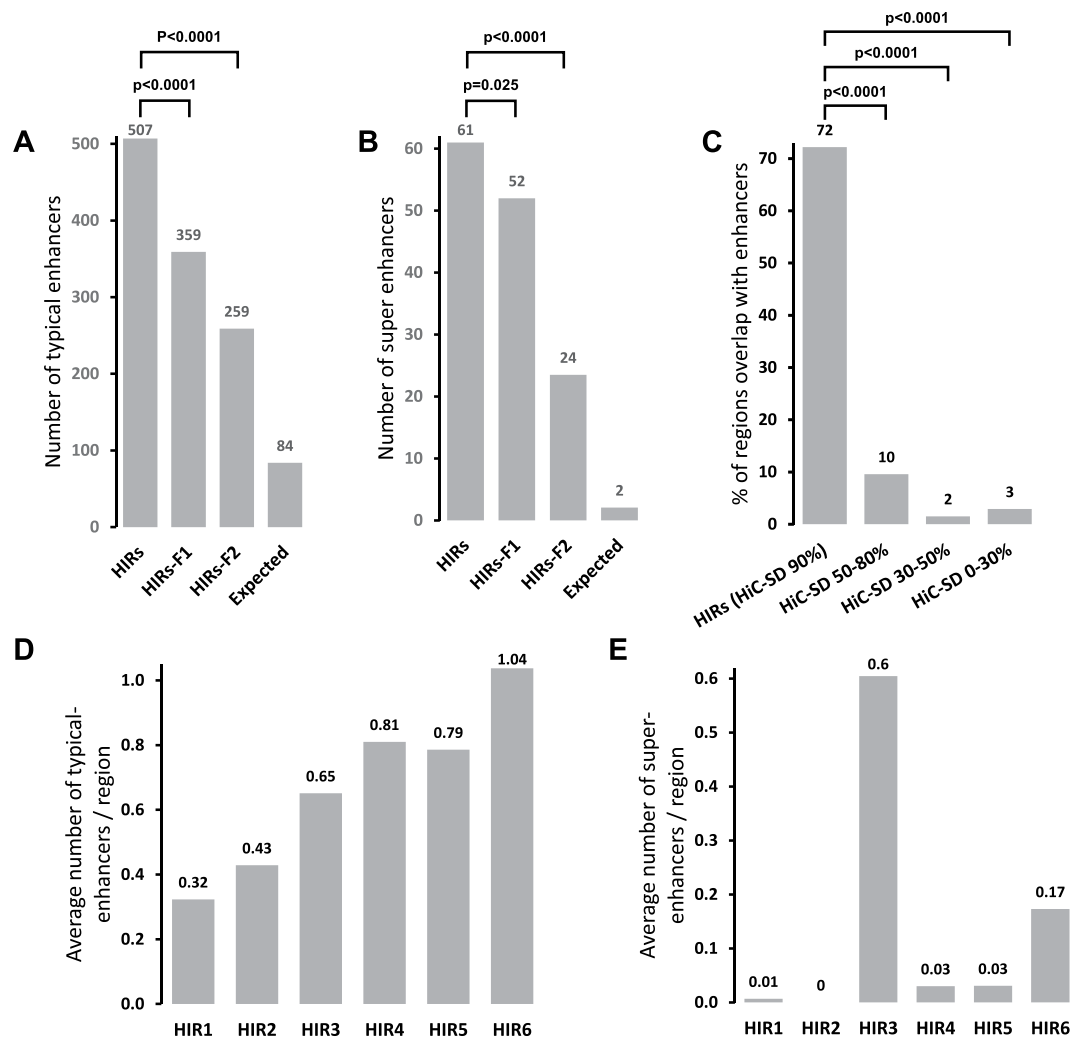 A
P<0.0001
p<0.0001
Number of typical enhancers
500
400
300
200
100
0
507
359
259
84
HIRs
HIRs-F1
HIRs-F2
Expected
B
p<0.0001
p=0.025
Number of super enhancers
60
50
40
30
20
10
0
61
52
24
2
HIRs
HIRs-F1
HIRs-F2
Expected
C
p<0.0001
p<0.0001
p<0.0001
% of regions overlap with enhancers
70
60
50
40
30
20
10
0
72
10
2
3
HIRs (HiC-SD 90%)
HiC-SD 50-80%
HiC-SD 30-50%
HiC-SD 0-30%
D
Average number of typical-
enhancers / region
1.0
0.8
0.6
0.4
0.2
0.0
0.32
0.43
0.65
0.81
0.79
1.04
HIR1
HIR2
HIR3
HIR4
HIR5
HIR6
E
Average number of super-
enhancers / region
0.6
0.5
0.4
0.3
0.2
0.1
0.0
0.01
0
0.6
0.03
0.03
0.17
HIR1
HIR2
HIR3
HIR4
HIR5
HIR6